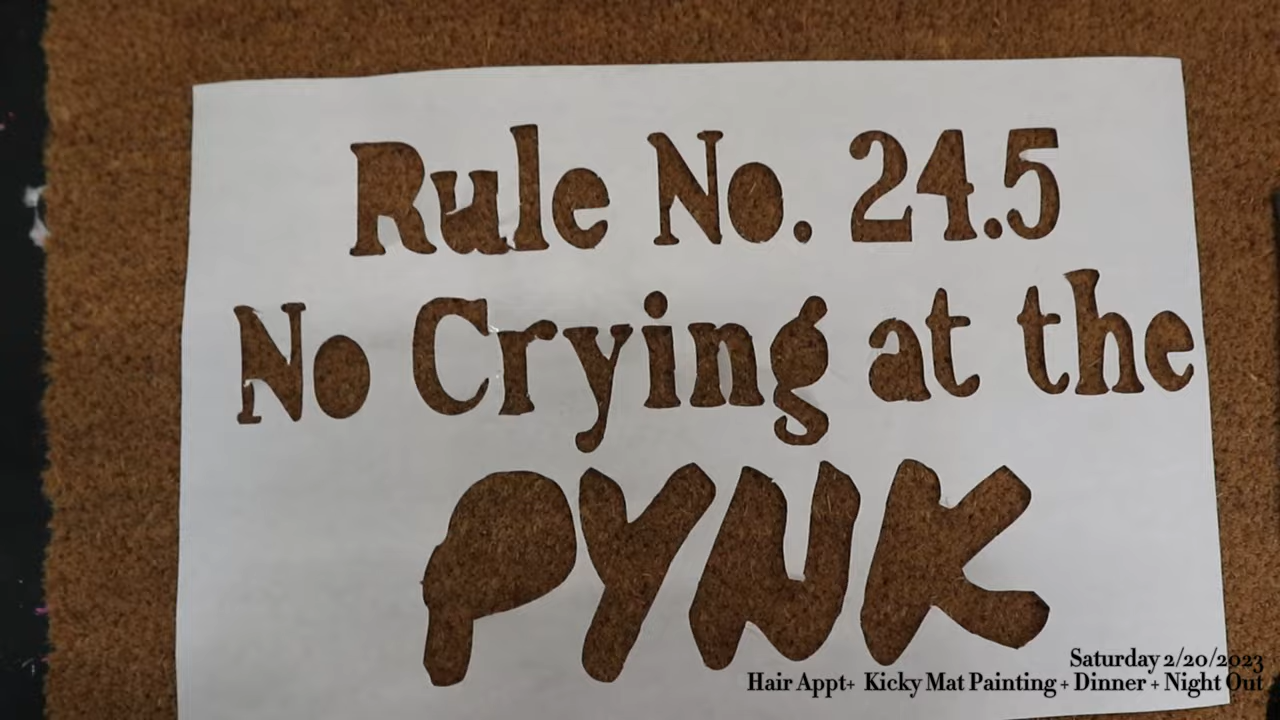 Rule No. 24.5
No Crying at the
PYNK
Saturday 2/20/2023
Hair Appt+ Kicky Mat Painting + Dinner + Night Out